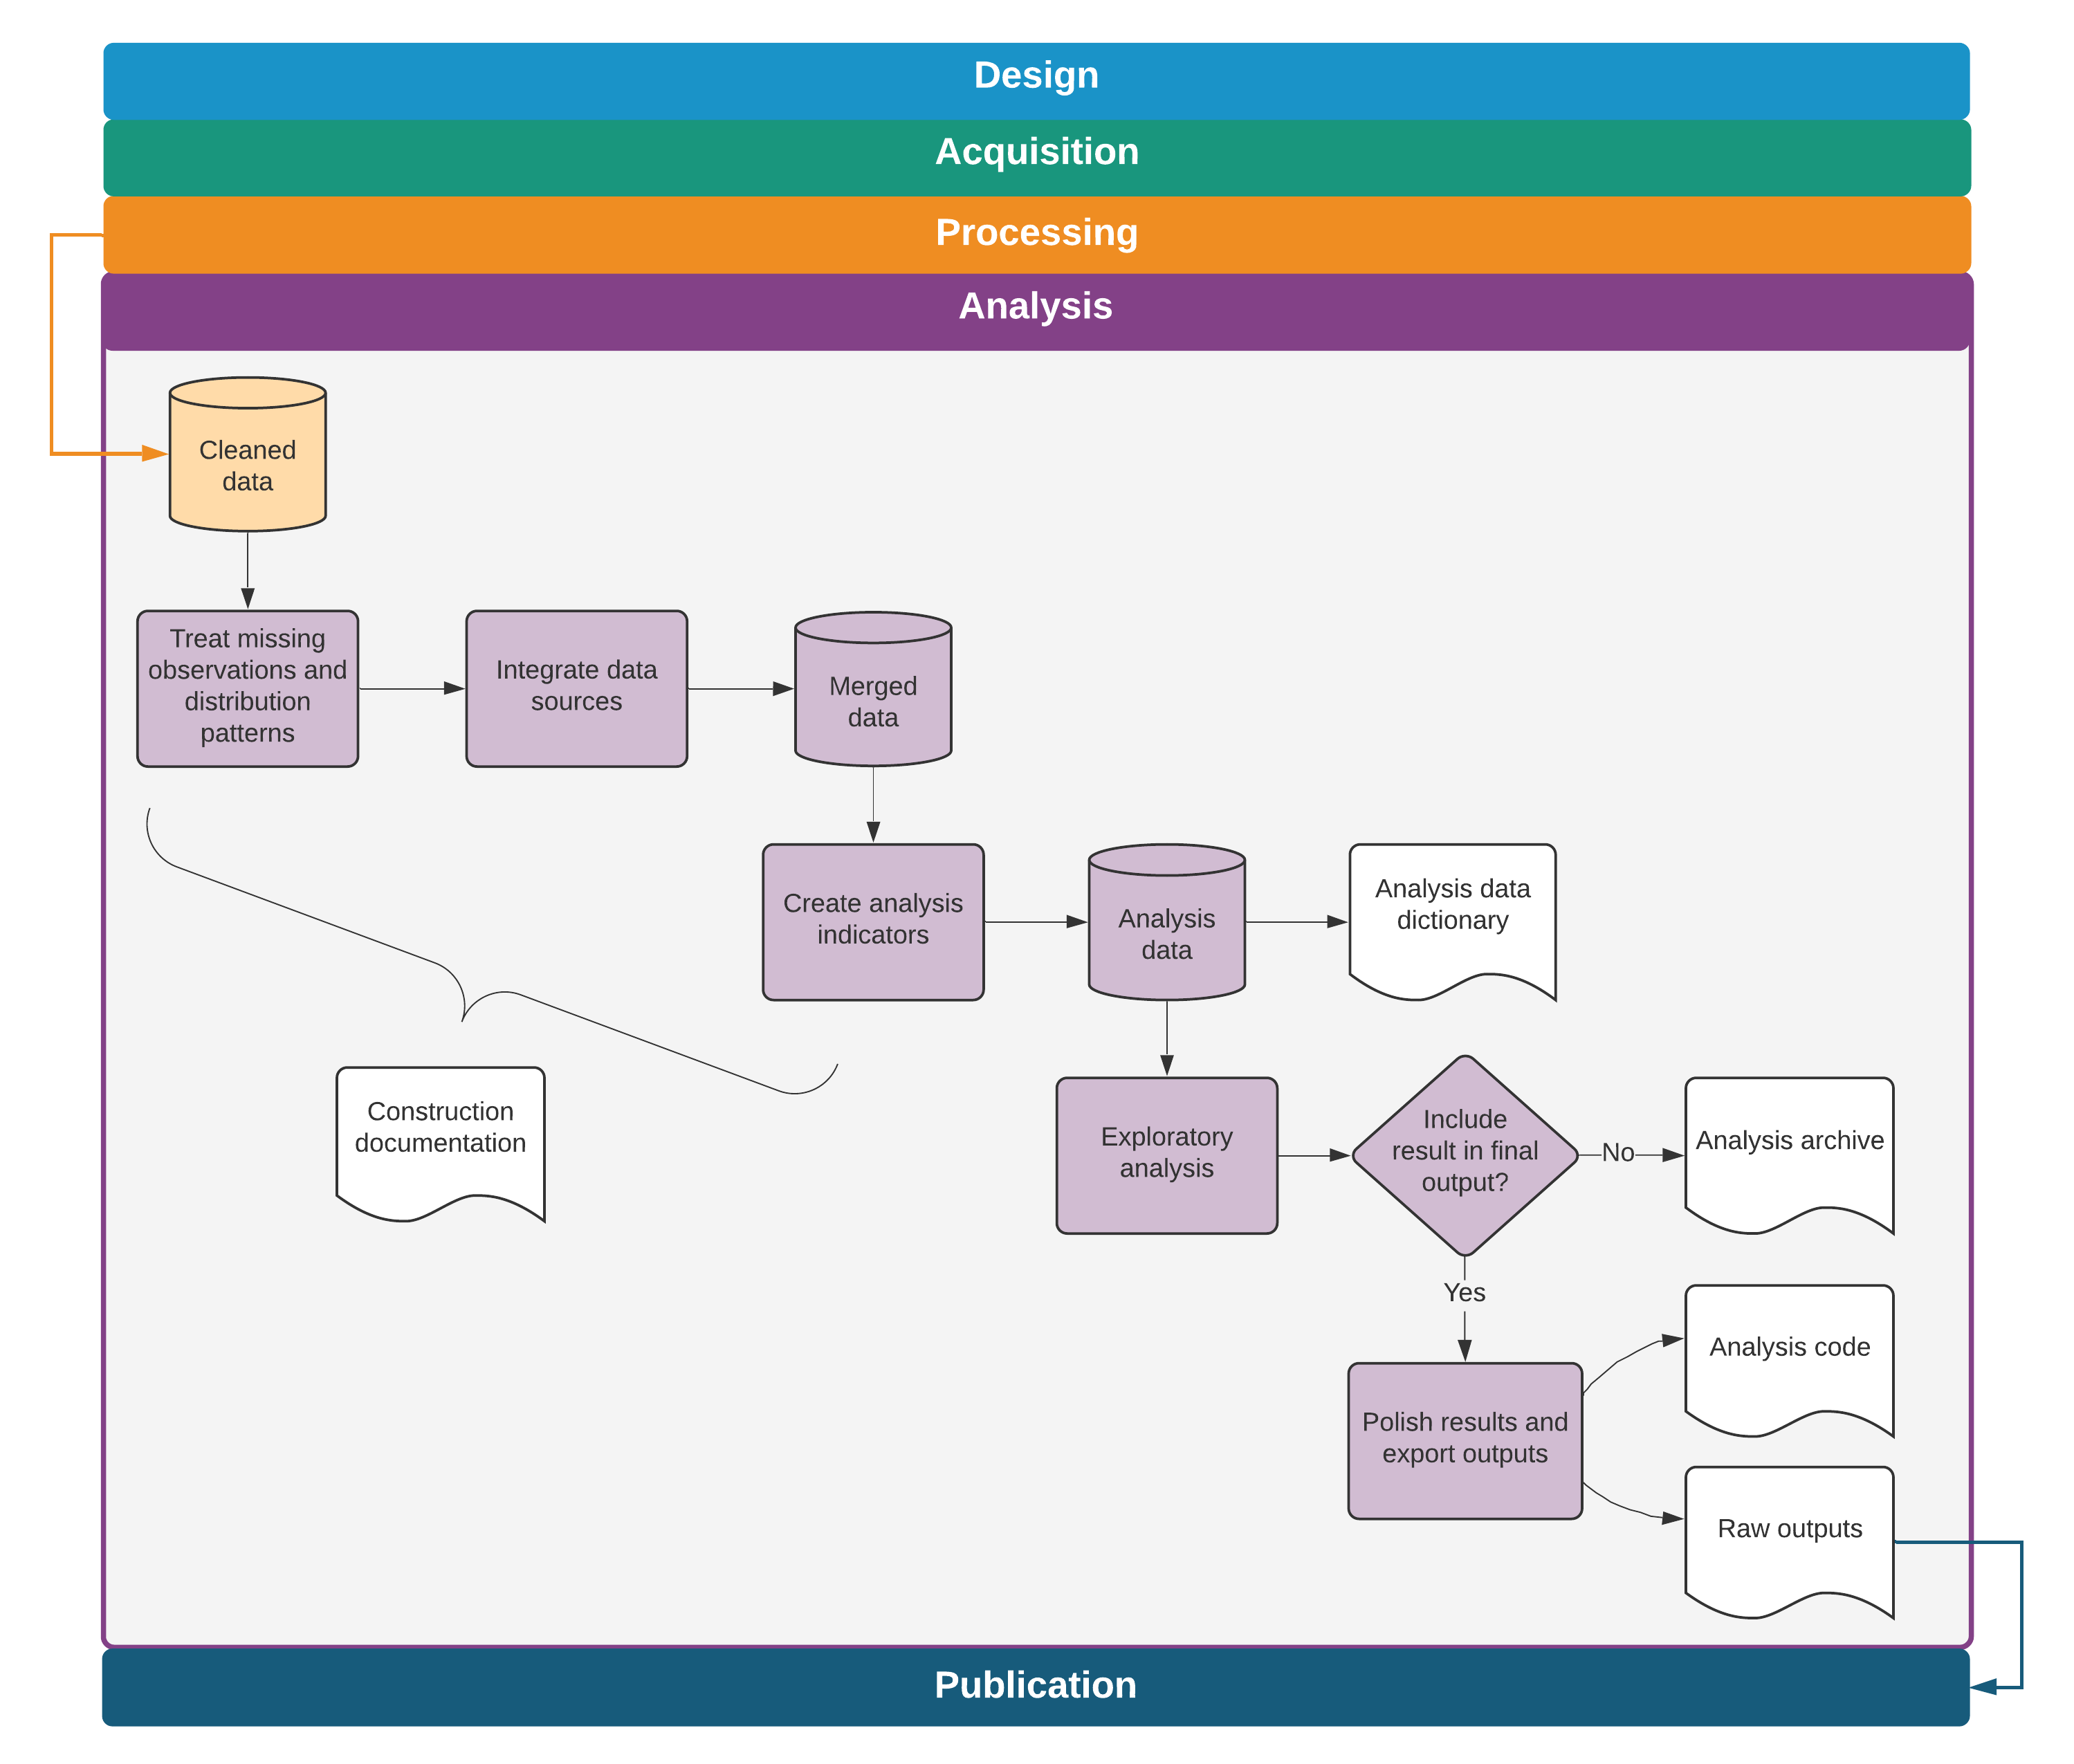 Design
Acquisition
Processing
Analysis
Cleaned
data
Treat missing
observations and
distribution
patterns
Integrate data
sources
Merged
data
Create analysis
indicators
Analysis
data
Analysis data
dictionary
Construction
documentation
Exploratory
analysis
Include
result in final
output?
No
Analysis archive
Yes
Analysis code
Polish results and
export outputs
Raw outputs
Publication